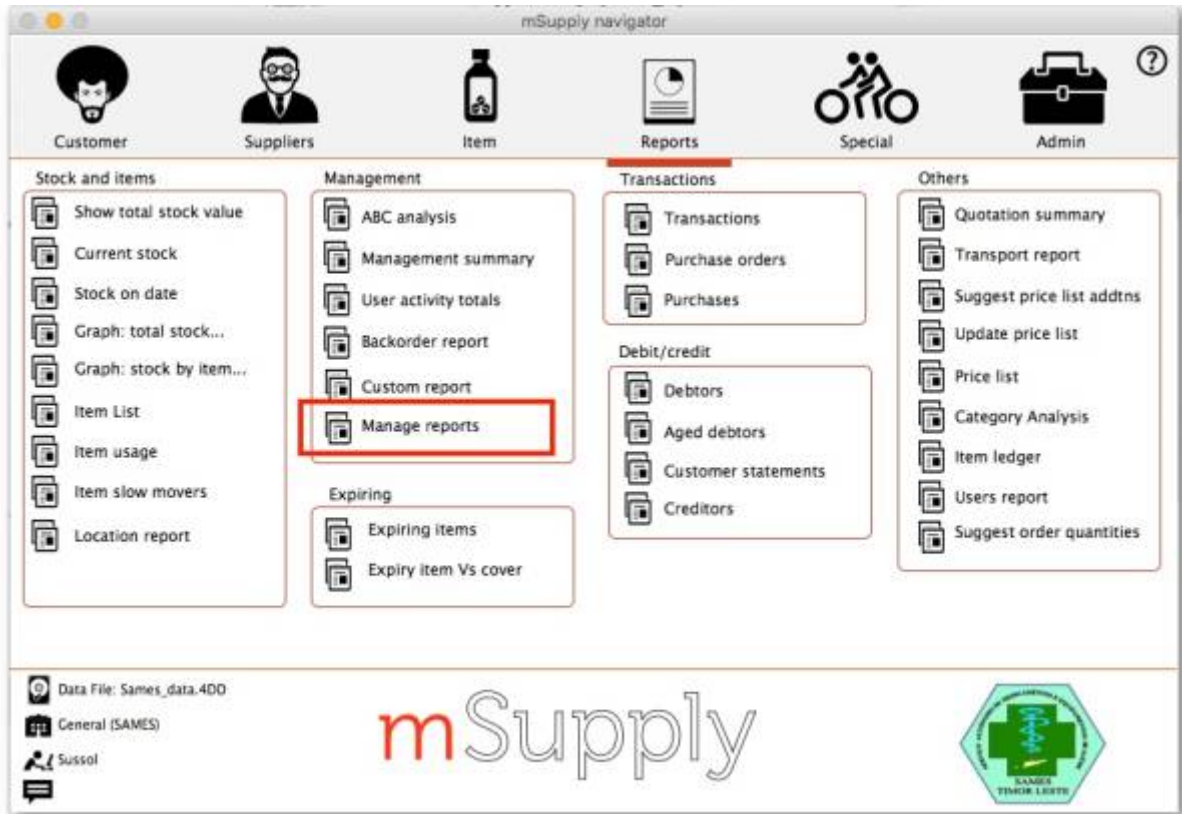 mSupply navigator
Customer
Suppliers
Item
Reports
Special
Admin
Stock and items
Show total stock value
Current stock
Stock on date
Graph: total stock...
Graph: stock by item...
Item List
Item usage
Item slow movers
Location report
Management
ABC analysis
Management summary
User activity totals
Backorder report
Custom report
Manage reports
Expiring
Expiring items
Expiry item Vs cover
Transactions
Transactions
Purchase orders
Purchases
Debit/credit
Debtors
Aged debtors
Customer statements
Creditors
Others
Quotation summary
Transport report
Suggest price list addtns
Update price list
Price list
Category Analysis
Item ledger
Users report
Suggest order quantities
Data File: Sames_data.4DD
General (SAMES)
Sussol
mSupply
SAMES
TIMOR LESTE